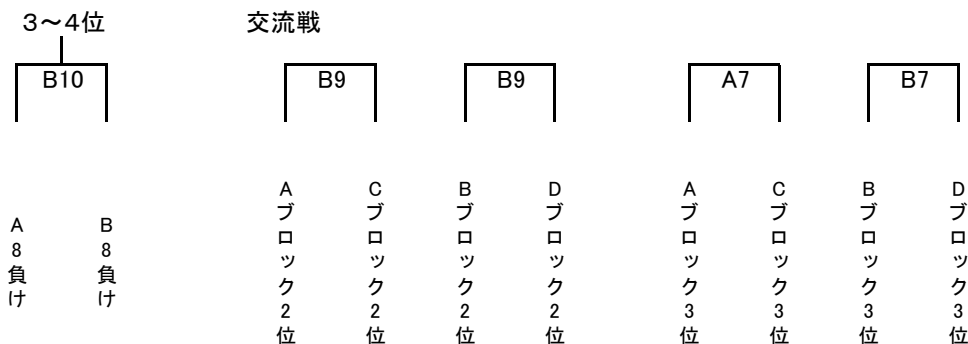 3～4位
交流戦
B10
B9
B9
A7
B7
A8負け
B8負け
Aブロック2位
Cブロック2位
Bブロック2位
Dブロック2位
Aブロック3位
Cブロック3位
Bブロック3位
Dブロック3位